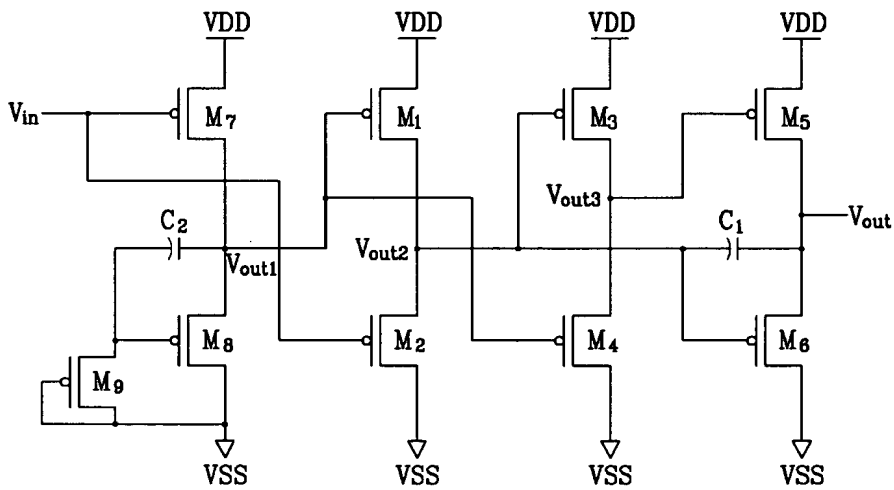 VDD VDD VDD VDD
Vin M7 M1 M3 M5
Vout3
C2 C1 Vout
Vout1 Vout2
M8 M2 M4 M6
M9
VSS VSS VSS VSS